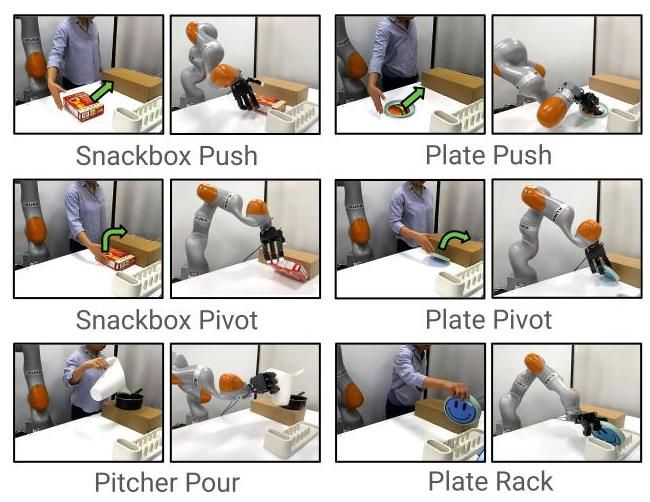 Snackbox Push
Plate Push
Snackbox Pivot
Plate Pivot
Pitcher Pour
Plate Rack